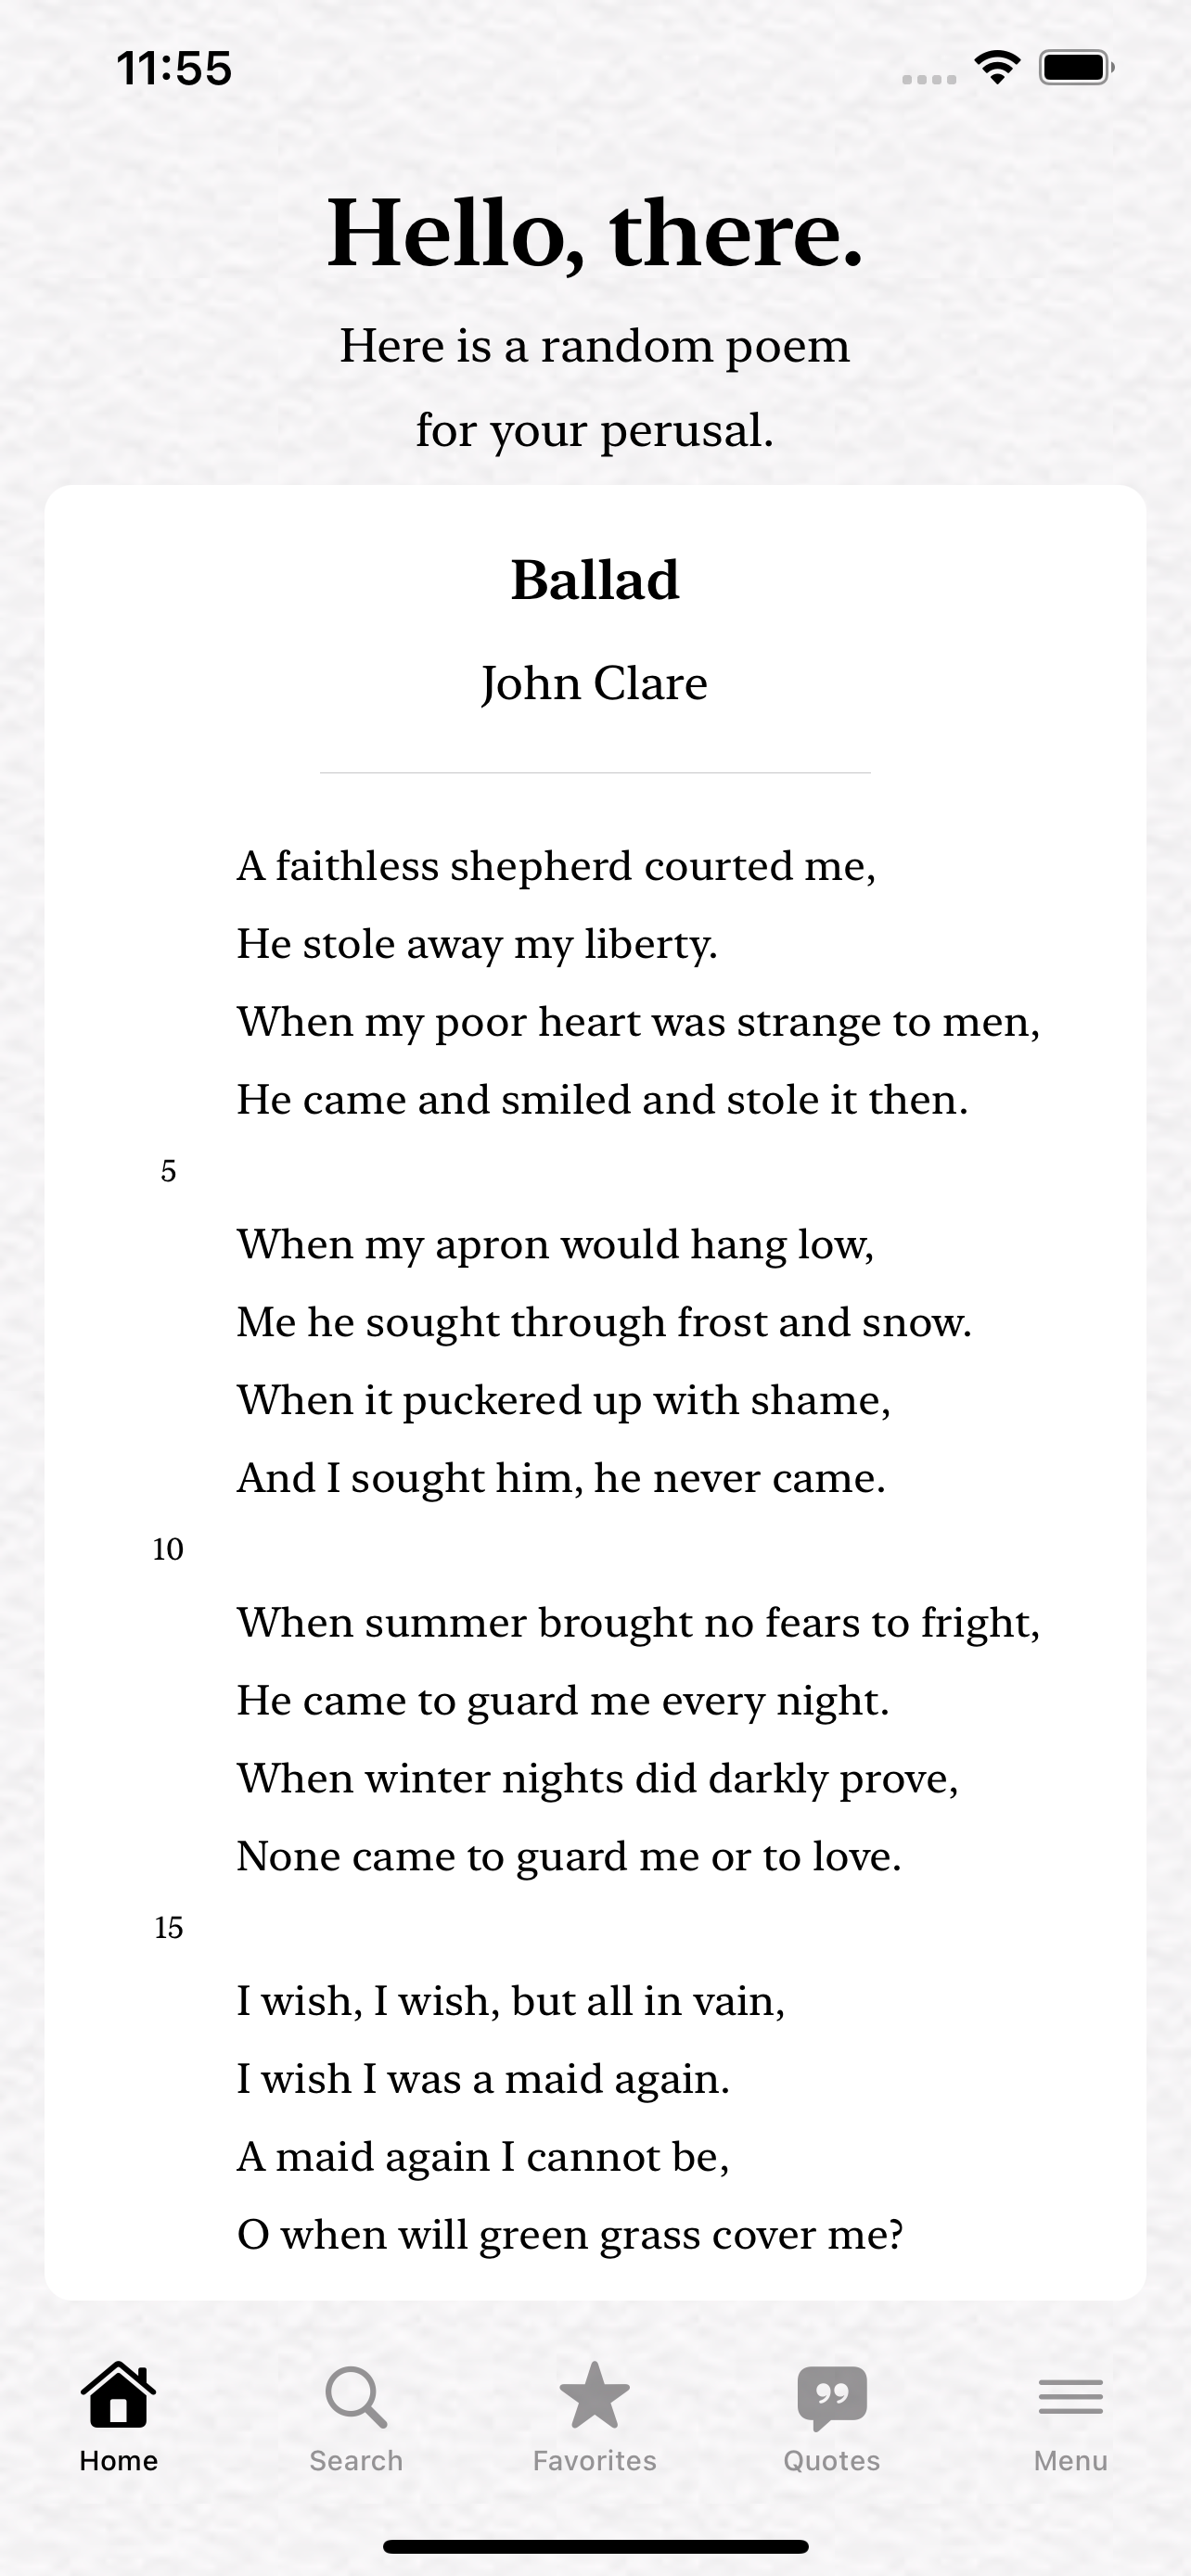 11:55
Hello, there.
Here is a random poem
for your perusal.
Ballad
John Clare
A faithless shepherd courted me,
He stole away my liberty.
When my poor heart was strange to men,
He came and smiled and stole it then.
5
When my apron would hang low,
Me he sought through frost and snow.
When it puckered up with shame,
And I sought him, he never came.
10
When summer brought no fears to fright,
He came to guard me every night.
When winter nights did darkly prove,
None came to guard me or to love.
15
I wish, I wish, but all in vain,
I wish I was a maid again.
A maid again I cannot be,
O when will green grass cover me?
Home Search Favorites Quotes Menu